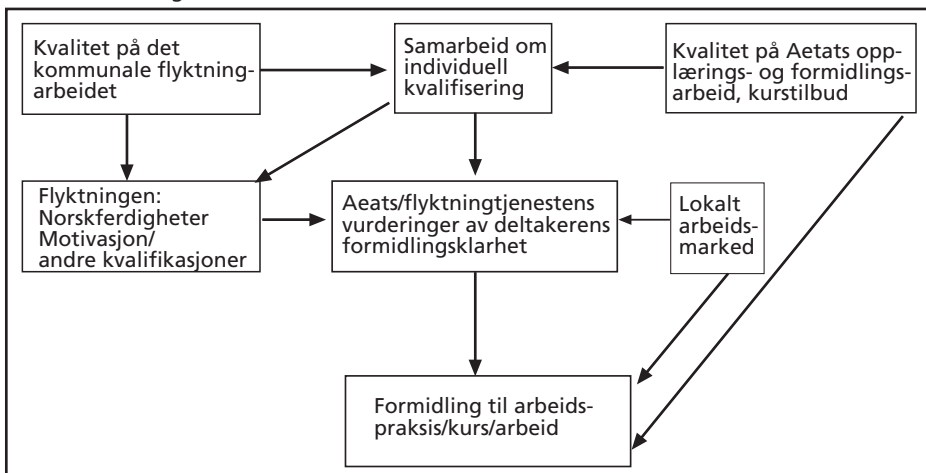 Kvalitet på det
kommunale flyktning-
arbeidet
Samarbeid om
individuell
kvalifisering
Kvalitet på Aetats opp-
lærings- og formidlings-
arbeid, kurstilbud
Flyktningen:
Norskferdigheter
Motivasjon/
andre kvalifikasjoner
Aeats/flyktningtjenestens
vurderinger av deltakerens
formidlingsklarhet
Lokalt
arbeids-
marked
Formidling til arbeids-
praksis/kurs/arbeid